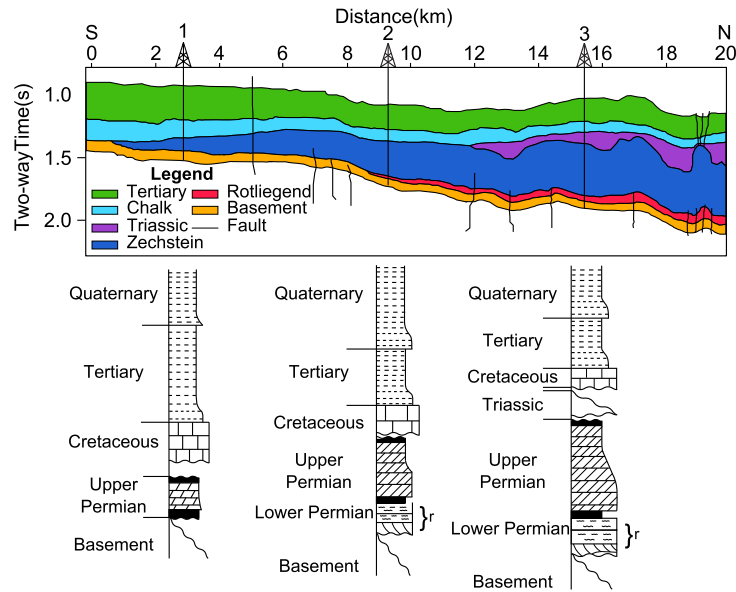 Distance(km)
S 1 2 3 N
0 2 4 6 8 10 12 14 16 18 20
Two-wayTime(s)
1.0
1.5
2.0
Legend
Tertiary Rotliegend
Chalk Basement
Triassic Fault
Zechstein
Quaternary
Tertiary
Cretaceous
Upper
Permian
Basement
Quaternary
Tertiary
Cretaceous
Upper
Permian
Lower Permian }r
Basement
Quaternary
Tertiary
Cretaceous
Triassic
Upper
Permian
Lower Permian }r
Basement